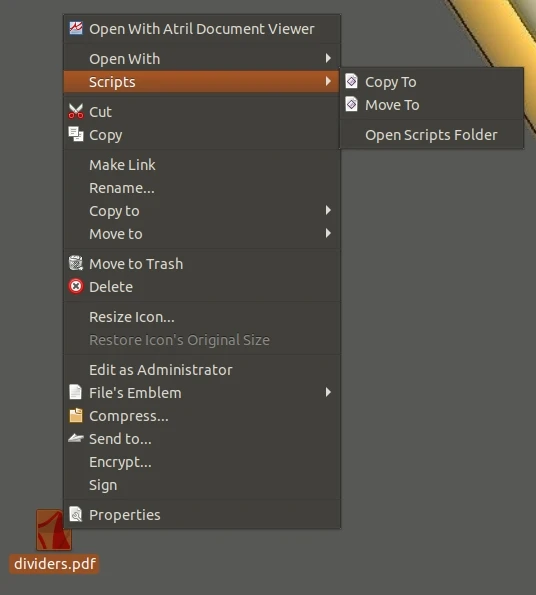 Open With Atril Document Viewer
Open With
Scripts
Cut
Copy
Make Link
Rename...
Copy to
Move to
Move to Trash
Delete
Resize Icon...
Restore Icon's Original Size
Edit as Administrator
File's Emblem
Compress...
Send to...
Encrypt...
Sign
Properties
Copy To
Move To
Open Scripts Folder
dividers.pdf